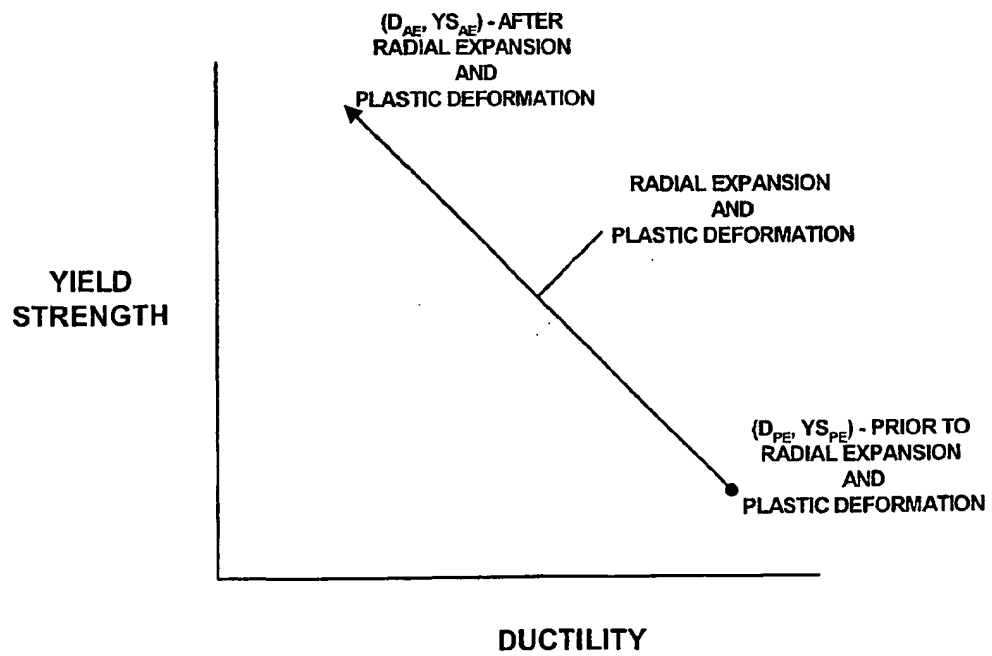 (D_AE, YS_AE) - AFTER
RADIAL EXPANSION
AND
PLASTIC DEFORMATION
RADIAL EXPANSION
AND
PLASTIC DEFORMATION
YIELD
STRENGTH
(D_PE, YS_PE) - PRIOR TO
RADIAL EXPANSION
AND
PLASTIC DEFORMATION
DUCTILITY